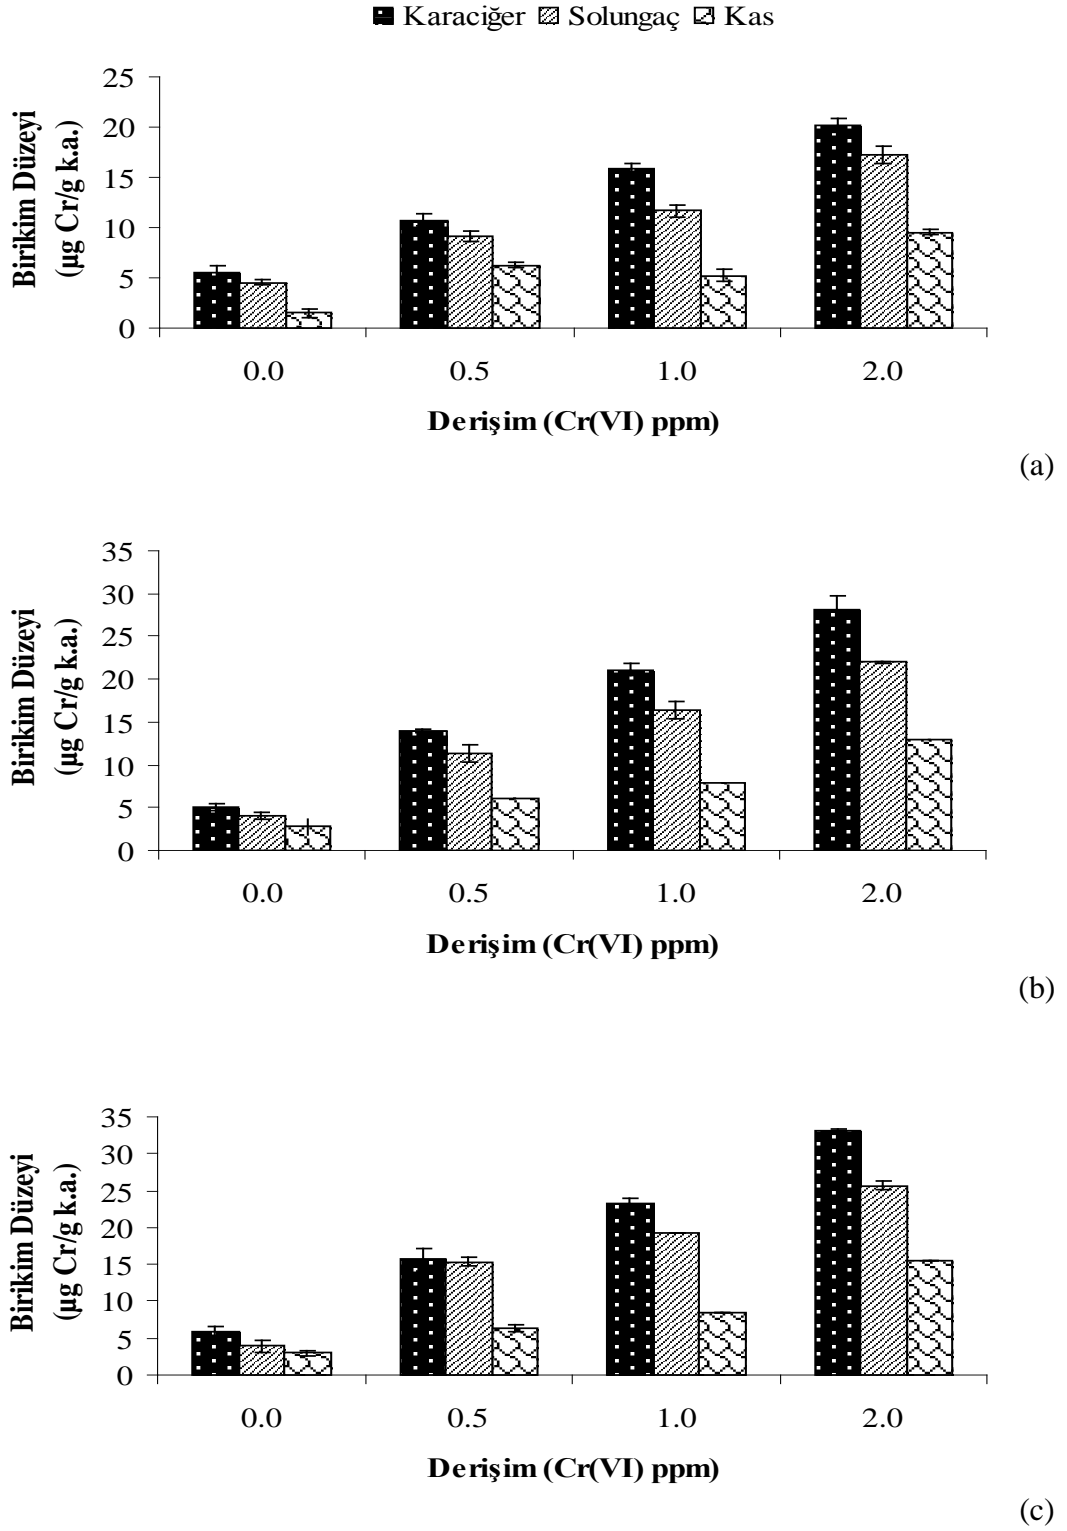 Karaciğer Solungaç Kas
Birikim Düzeyi
(µg Cr/g k.a.)
25
20
15
10
5
0
0.0 0.5 1.0 2.0
Derişim (Cr(VI) ppm)
(a)
Birikim Düzeyi
(µg Cr/g k.a.)
35
30
25
20
15
10
5
0
0.0 0.5 1.0 2.0
Derişim (Cr(VI) ppm)
(b)
Birikim Düzeyi
(µg Cr/g k.a.)
35
30
25
20
15
10
5
0
0.0 0.5 1.0 2.0
Derişim (Cr(VI) ppm)
(c)